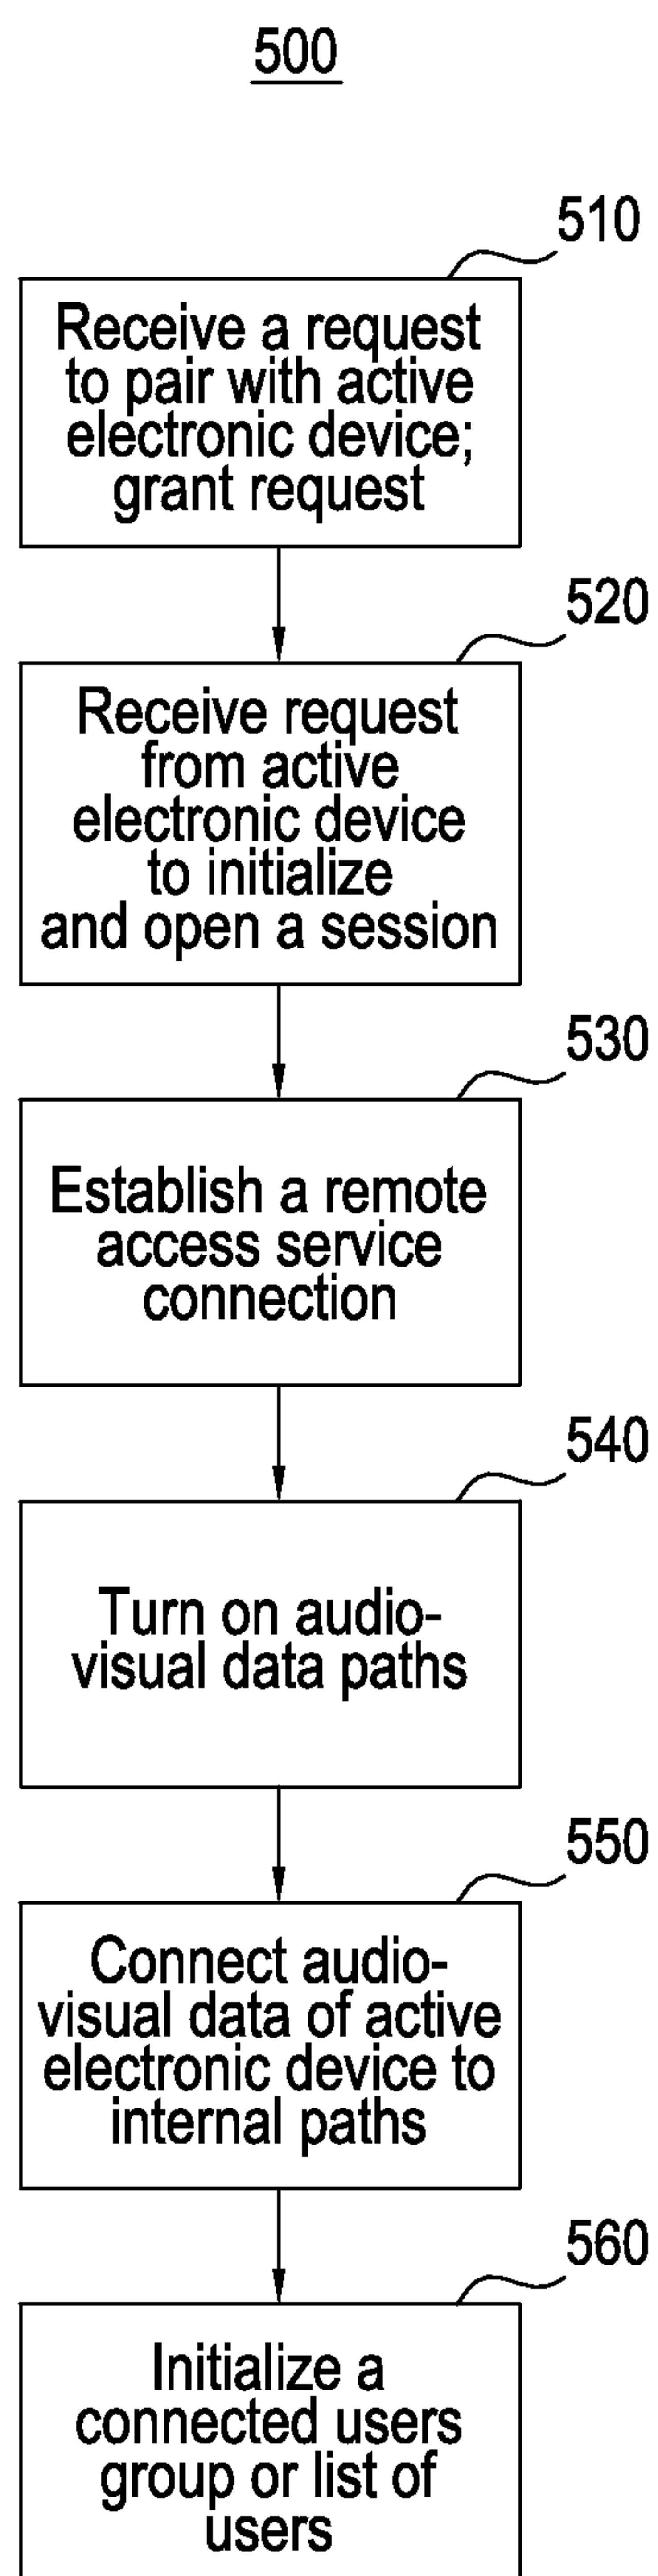 500
510
Receive a request
to pair with active
electronic device;
grant request
520
Receive request
from active
electronic device
to initialize
and open a session
530
Establish a remote
access service
connection
540
Turn on audio-
visual data paths
550
Connect audio-
visual data of active
electronic device to
internal paths
560
Initialize a
connected users
group or list of
users